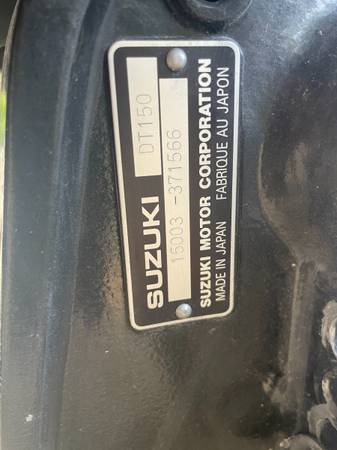 SUZUKI DT150
15003-371566
SUZUKI MOTOR CORPORATION
MADE IN JAPAN FABRIQUE AU JAPON